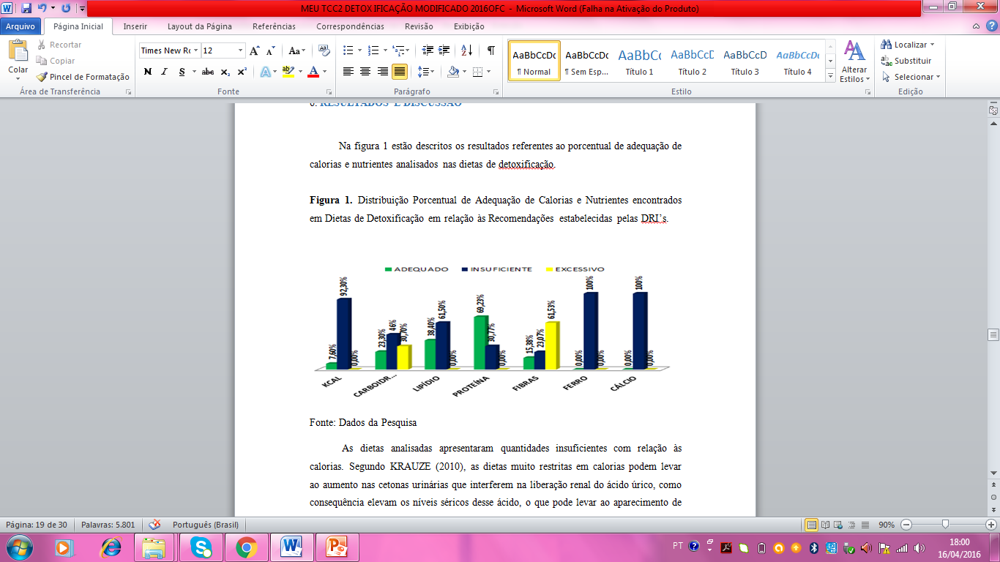 MEU TCC2 DETOX IFICAÇÃO MODIFICADO 2016OFC - Microsoft Word (Falha na Ativação do Produto)
Arquivo Página Inicial Inserir Layout da Página Referências Correspondências Revisão Exibição
Colar
Recortar
Copiar
Pincel de Formatação
Área de Transferência
Times New Ro 12
N I S abc x₂ x²
Fonte
Parágrafo
AaBbCcDc AaBbCcDc AaBbCc AaBbCcD AaBbCcDc AaBbCcDc
¶ Normal ¶ Sem Esp... Título 1 Título 2 Título 3 Título 4
Alterar Estilos
Estilo
Localizar
Substituir
Selecionar
Edição
6. RESULTADOS E DISCUSSÃO
Na figura 1 estão descritos os resultados referentes ao porcentual de adequação de
calorias e nutrientes analisados nas dietas de detoxificação.
Figura 1. Distribuição Porcentual de Adequação de Calorias e Nutrientes encontrados
em Dietas de Detoxificação em relação às Recomendações estabelecidas pelas DRI's.
ADEQUADO INSUFICIENTE EXCESSIVO
7,60% 92,30% 0,00%
23,30% 46% 30,70%
38,40% 61,50% 0,00%
69,23% 30,77% 0,00%
15,38% 23,07% 61,53%
0,00% 100% 0,00%
0,00% 100% 0,00%
KCAL CARBOIDR... LIPÍDIO PROTEÍNA FIBRAS FERRO CÁLCIO
Fonte: Dados da Pesquisa
As dietas analisadas apresentaram quantidades insuficientes com relação às
calorias. Segundo KRAUZE (2010), as dietas muito restritas em calorias podem levar
ao aumento nas cetonas urinárias que interferem na liberação renal do ácido úrico, como
consequência elevam os níveis séricos desse ácido, o que pode levar ao aparecimento de
Página: 19 de 30 Palavras: 5.801 Português (Brasil) 90%
PT 18:00
16/04/2016